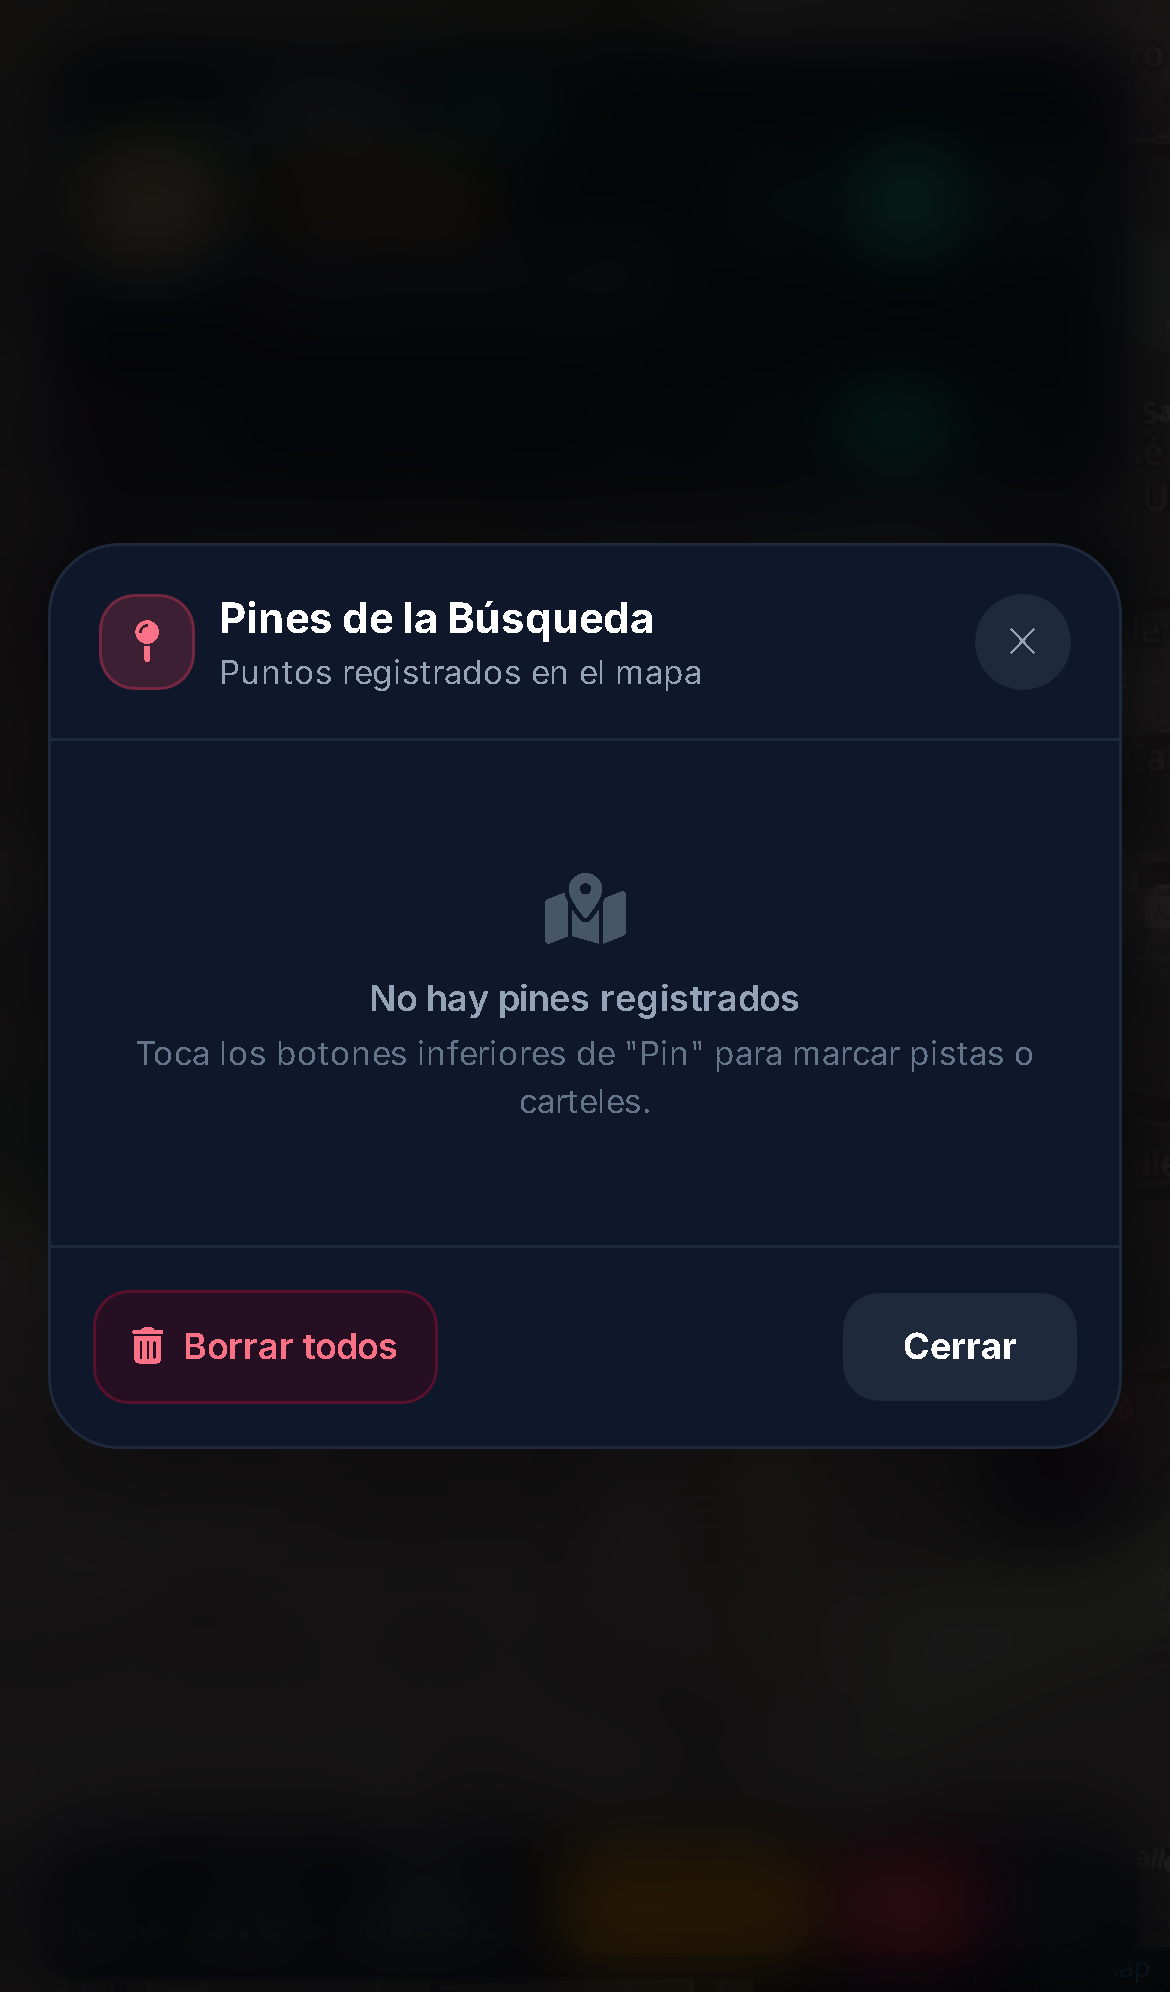 Pines de la Búsqueda
Puntos registrados en el mapa
No hay pines registrados
Toca los botones inferiores de "Pin" para marcar pistas o
carteles.
Borrar todos
Cerrar